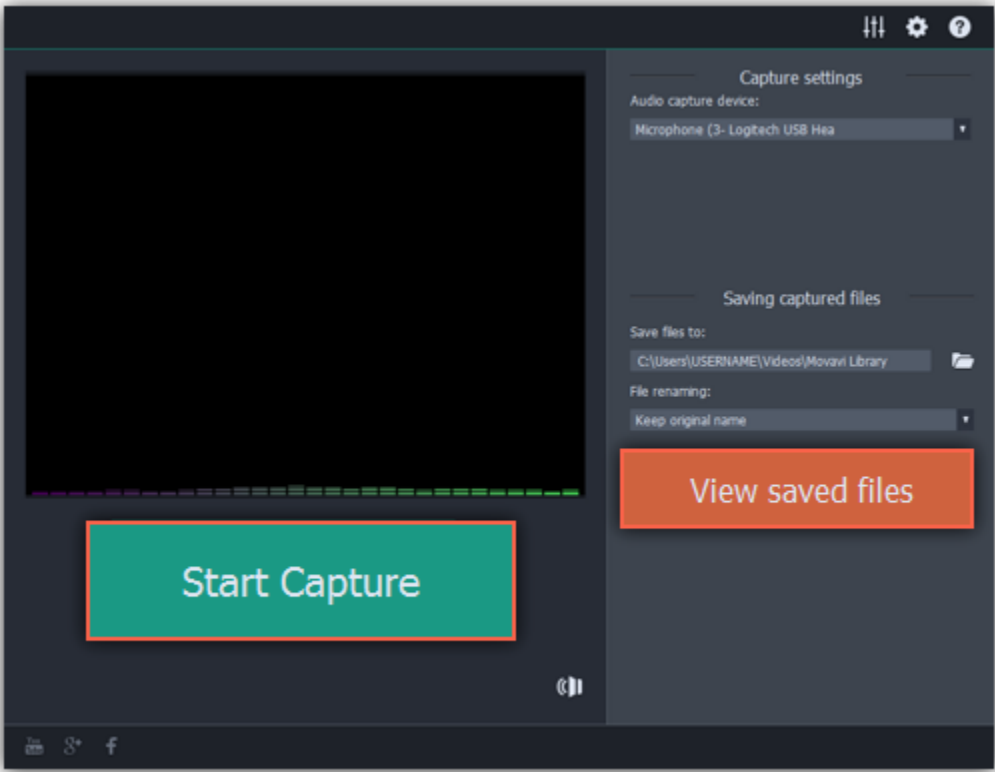 Capture settings
Audio capture device:
Microphone (3- Logitech USB Hea
Saving captured files
Save files to:
C:\Users\USERNAME\Videos\Movavi Library
File renaming:
Keep original name
View saved files
Start Capture